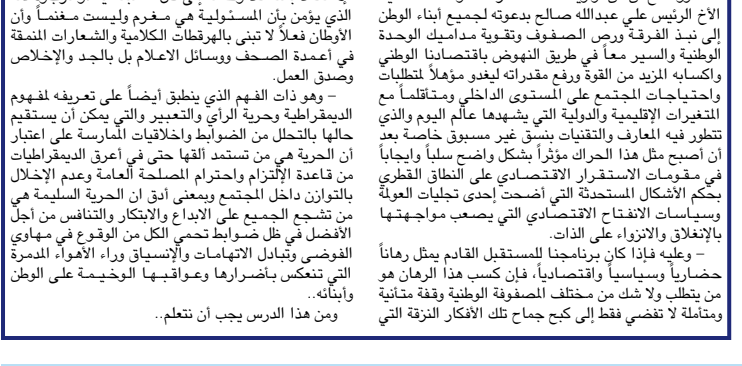 الأخ الرئيس علي عبدالله صالح بدعوته لجميع أبناء الوطن
إلى نبذ الفرقة ورص الصفوف وتقوية مداميك الوحدة
الوطنية والسير معاً في طريق النهوض باقتصادنا الوطني
واكسابه المزيد من القوة ورفع مقدراته ليغدو مؤهلاً لمتطلبات
واحتياجات المجتمع على المستوى الداخلي ومتأقلماً مع
المتغيرات الإقليمية والدولية التي يشهدها عالم اليوم والذي
تتطور فيه المعارف والتقنيات بنسق غير مسبوق خاصة بعد
أن أصبح مثل هذا الحراك مؤثراً بشكل واضح سلباً وايجاباً
في مقومات الاستقرار الاقتصادي على النطاق القطري
بحكم الأشكال المستحدثة التي أضحت إحدى تجليات العولمة
وسياسات الانفتاح الاقتصادي التي يصعب مواجهتها
بالإنغلاق والانزواء على الذات.
– وعليه فإذا كان برنامجنا للمستقبل القادم يمثل رهاناً
حضارياً وسياسياً واقتصادياً، فإن كسب هذا الرهان هو
من يتطلب ولا شك من مختلف المصفوفة الوطنية وقفة متأنية
ومتأملة لا تفضي فقط إلى كبح جماح تلك الأفكار النزقة التي
الذي يؤمن بأن المسئولية هي مغرم وليست مغنماً وأن
الأوطان فعلاً لا تبنى بالهرقطات الكلامية والشعارات المنمقة
في أعمدة الصحف ووسائل الاعلام بل بالجد والإخلاص
وصدق العمل.
– وهو ذات الفهم الذي ينطبق أيضاً على تعريفه لمفهوم
الديمقراطية وحرية الرأي والتعبير والتي يمكن أن يستقيم
حالها بالتحلل من الضوابط واخلاقيات الممارسة على اعتبار
أن الحرية هي من تستمد ألقها حتى في أعرق الديمقراطيات
من قاعدة الإلتزام واحترام المصلحة العامة وعدم الإخلال
بالتوازن داخل المجتمع وبمعنى أدق ان الحرية السليمة هي
من تشجع الجميع على الابداع والابتكار والتنافس من أجل
الأفضل في ظل ضوابط تحمي الكل من الوقوع في مهاوي
الفوضى وتبادل الاتهامات والإنسياق وراء الأهواء المدمرة
التي تنعكس بأضرارها وعواقبها الوخيمة على الوطن
وأبنائه..
ومن هذا الدرس يجب أن نتعلم..